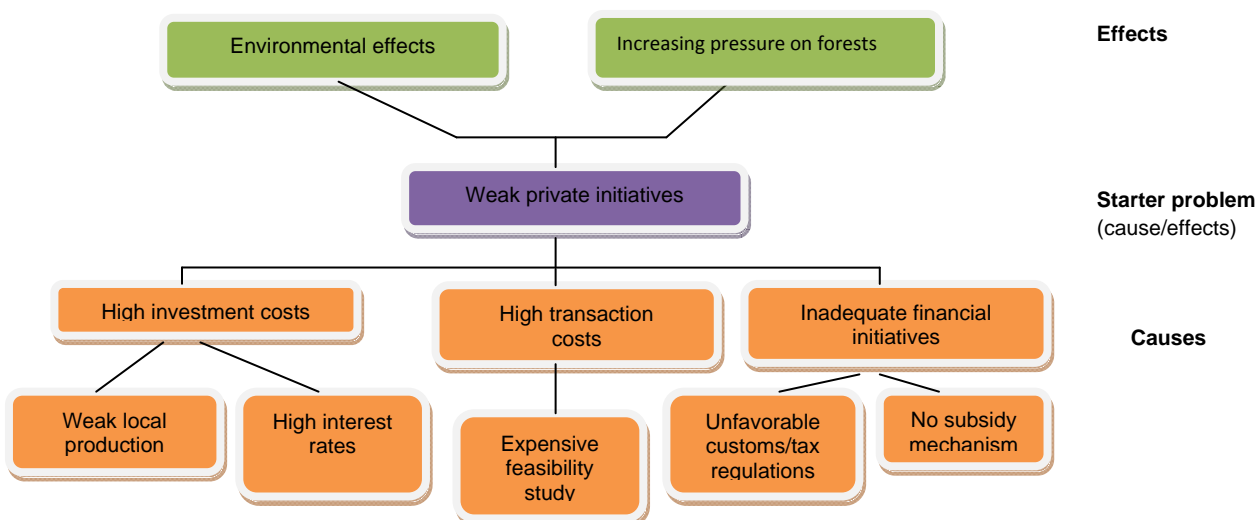 Environmental effects
Increasing pressure on forests
Effects
Weak private initiatives
Starter problem
(cause/effects)
High investment costs
High transaction
costs
Inadequate financial
initiatives
Causes
Weak local
production
High interest
rates
Expensive
feasibility
study
Unfavorable
customs/tax
regulations
No subsidy
mechanism